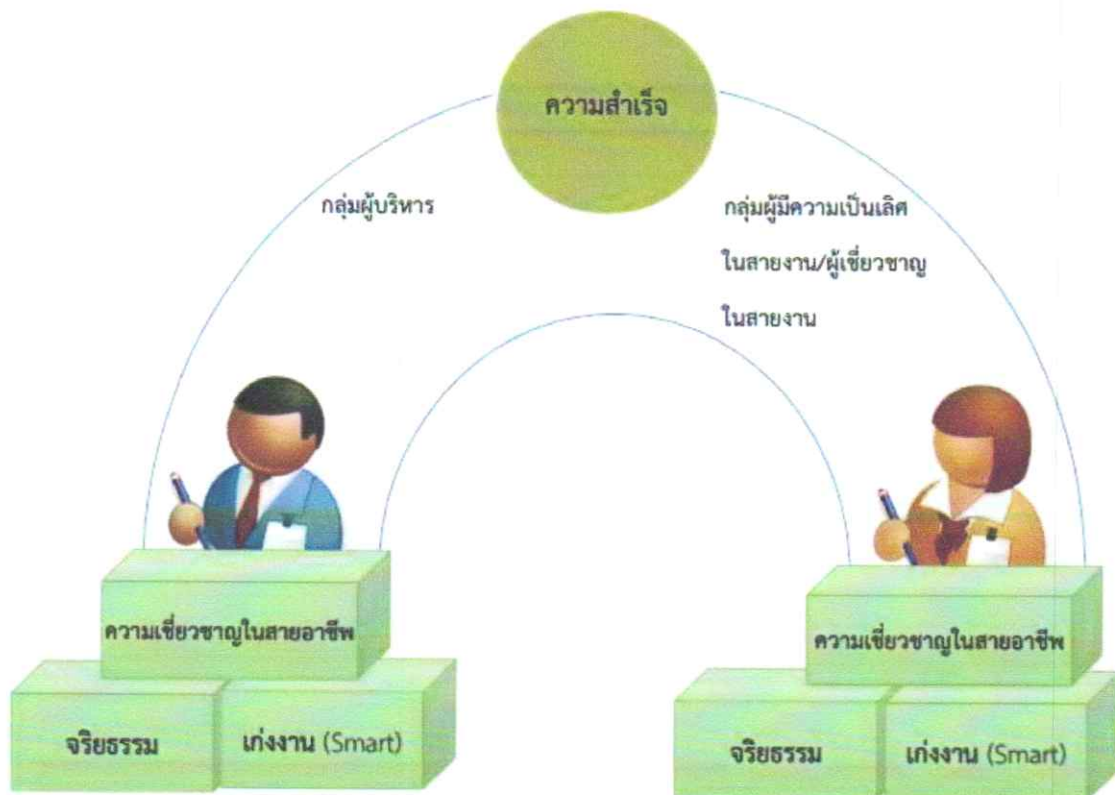 ความสำเร็จ
กลุ่มผู้บริหาร
กลุ่มผู้มีความเป็นเลิศ
ในสายงาน/ผู้เชี่ยวชาญ
ในสายงาน
ความเชี่ยวชาญในสายอาชีพ
จริยธรรม
เก่งงาน (Smart)
ความเชี่ยวชาญในสายอาชีพ
จริยธรรม
เก่งงาน (Smart)